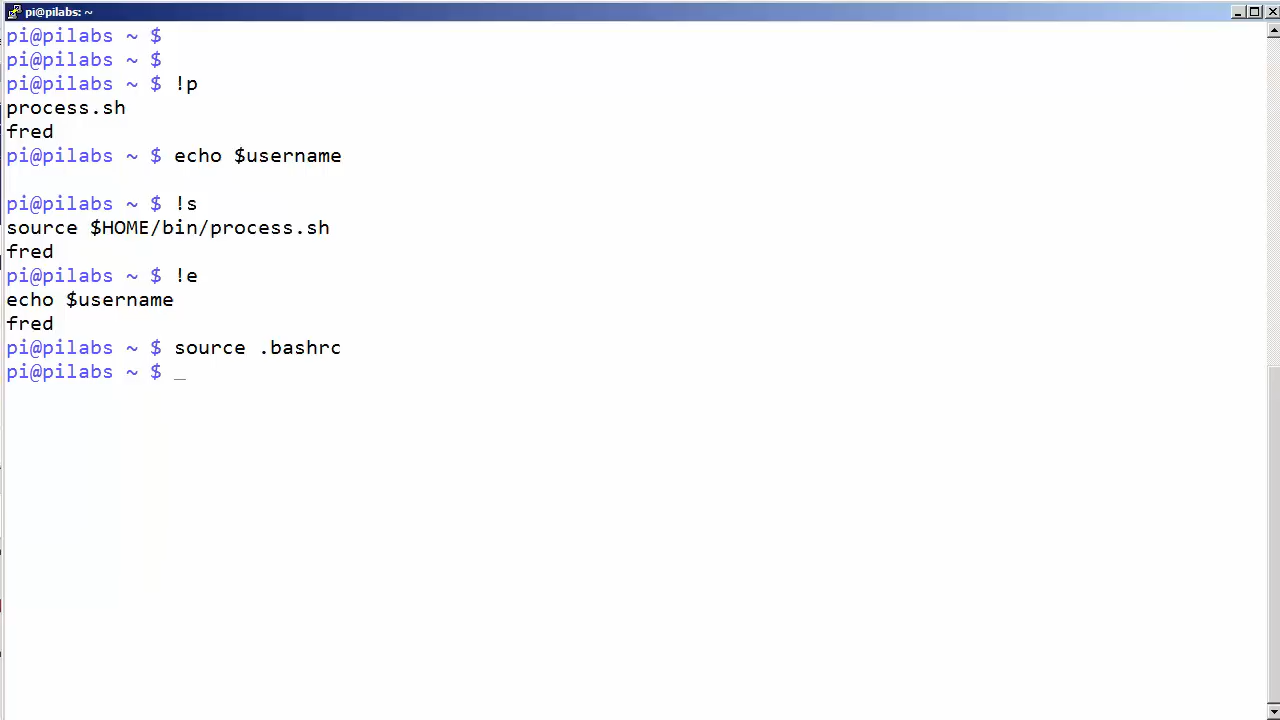 pi@pilabs: ~
pi@pilabs ~ $
pi@pilabs ~ $
pi@pilabs ~ $ !p
process.sh
fred
pi@pilabs ~ $ echo $username

pi@pilabs ~ $ !s
source $HOME/bin/process.sh
fred
pi@pilabs ~ $ !e
echo $username
fred
pi@pilabs ~ $ source .bashrc
pi@pilabs ~ $ _